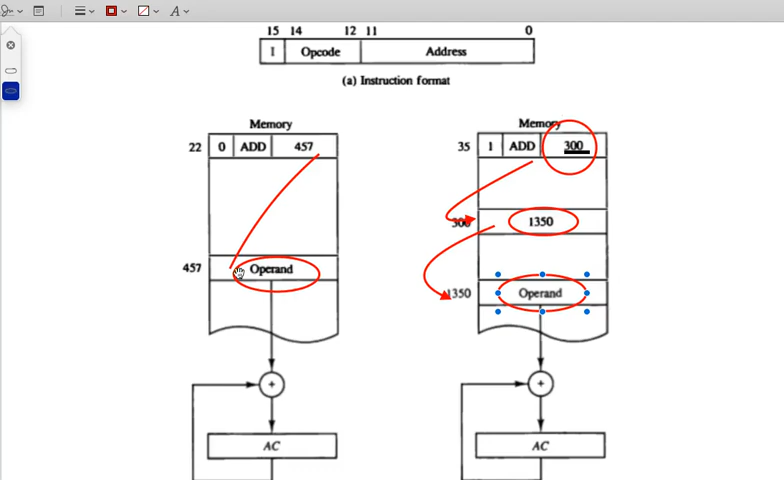 15 14 12 11 0
I Opcode Address
(a) Instruction format
Memory Memory
22 0 ADD 457 35 1 ADD 300
300 1350
457 Operand 1350 Operand
+ +
AC AC